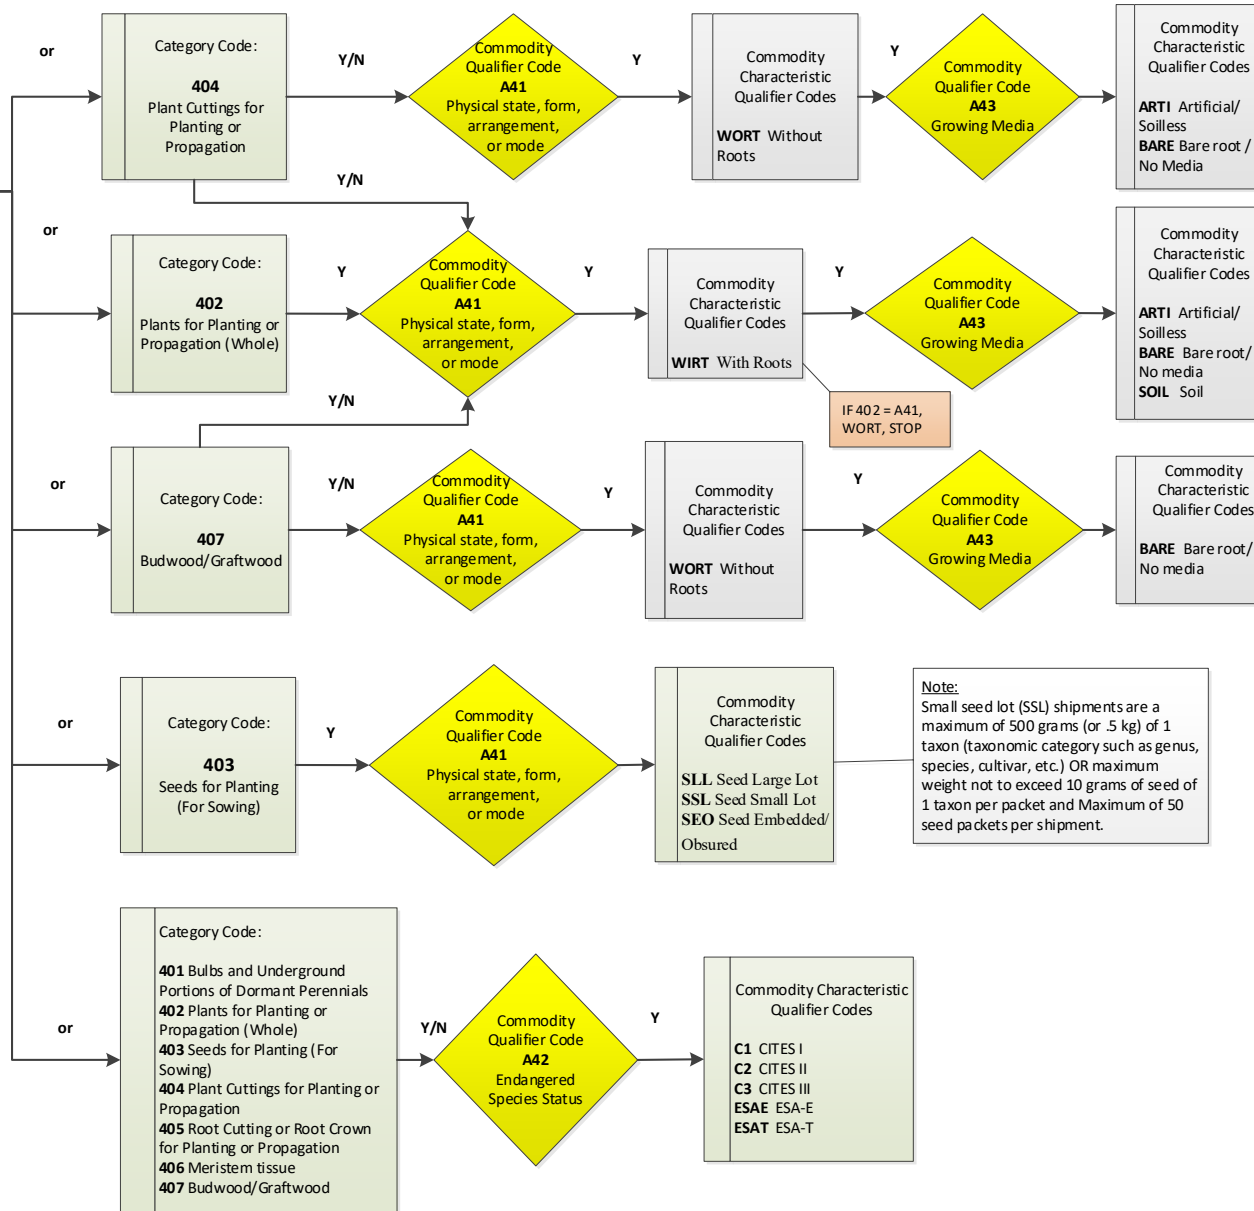 or
Category Code:
404
Plant Cuttings for
Planting or
Propagation
Y/N
Commodity
Qualifier Code
A41
Physical state, form,
arrangement,
or mode
Y
Commodity
Characteristic
Qualifier Codes
WORT Without
Roots
Y
Commodity
Qualifier Code
A43
Growing Media
Commodity
Characteristic
Qualifier Codes
ARTI Artificial/
Soilless
BARE Bare root /
No Media
Y/N
or
Category Code:
402
Plants for Planting or
Propagation (Whole)
Y
Commodity
Qualifier Code
A41
Physical state, form,
arrangement,
or mode
Y
Commodity
Characteristic
Qualifier Codes
WIRT With Roots
Y
Commodity
Qualifier Code
A43
Growing Media
Commodity
Characteristic
Qualifier Codes
ARTI Artificial/
Soilless
BARE Bare root/
No media
SOIL Soil
IF 402 = A41,
WORT, STOP
Y/N
or
Category Code:
407
Budwood/Graftwood
Y/N
Commodity
Qualifier Code
A41
Physical state, form,
arrangement,
or mode
Y
Commodity
Characteristic
Qualifier Codes
WORT Without
Roots
Y
Commodity
Qualifier Code
A43
Growing Media
Commodity
Characteristic
Qualifier Codes
BARE Bare root/
No media
or
Category Code:
403
Seeds for Planting
(For Sowing)
Y
Commodity
Qualifier Code
A41
Physical state, form,
arrangement,
or mode
Commodity
Characteristic
Qualifier Codes
SLL Seed Large Lot
SSL Seed Small Lot
SEO Seed Embedded/
Obsured
Note:
Small seed lot (SSL) shipments are a
maximum of 500 grams (or .5 kg) of 1
taxon (taxonomic category such as genus,
species, cultivar, etc.) OR maximum
weight not to exceed 10 grams of seed of
1 taxon per packet and Maximum of 50
seed packets per shipment.
or
Category Code:
401 Bulbs and Underground
Portions of Dormant Perennials
402 Plants for Planting or
Propagation (Whole)
403 Seeds for Planting (For
Sowing)
404 Plant Cuttings for Planting or
Propagation
405 Root Cutting or Root Crown
for Planting or Propagation
406 Meristem tissue
407 Budwood/Graftwood
Y/N
Commodity
Qualifier Code
A42
Endangered
Species Status
Y
Commodity Characteristic
Qualifier Codes
C1 CITES I
C2 CITES II
C3 CITES III
ESAE ESA-E
ESAT ESA-T